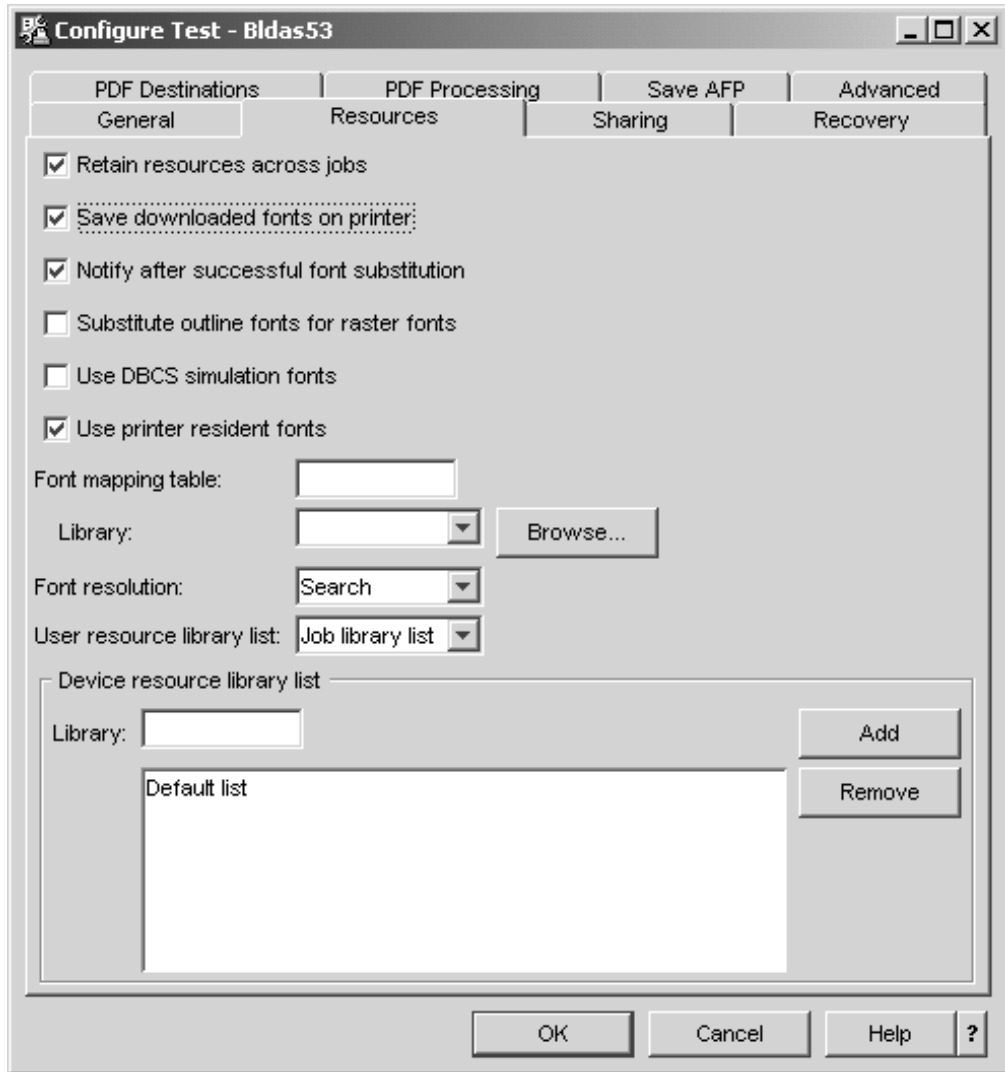 Configure Test - Bldas53
PDF Destinations PDF Processing Save AFP Advanced
General Resources Sharing Recovery
Retain resources across jobs
Save downloaded fonts on printer
Notify after successful font substitution
Substitute outline fonts for raster fonts
Use DBCS simulation fonts
Use printer resident fonts
Font mapping table:
Library: Browse...
Font resolution: Search
User resource library list: Job library list
Device resource library list
Library: Add
Default list Remove
OK Cancel Help ?